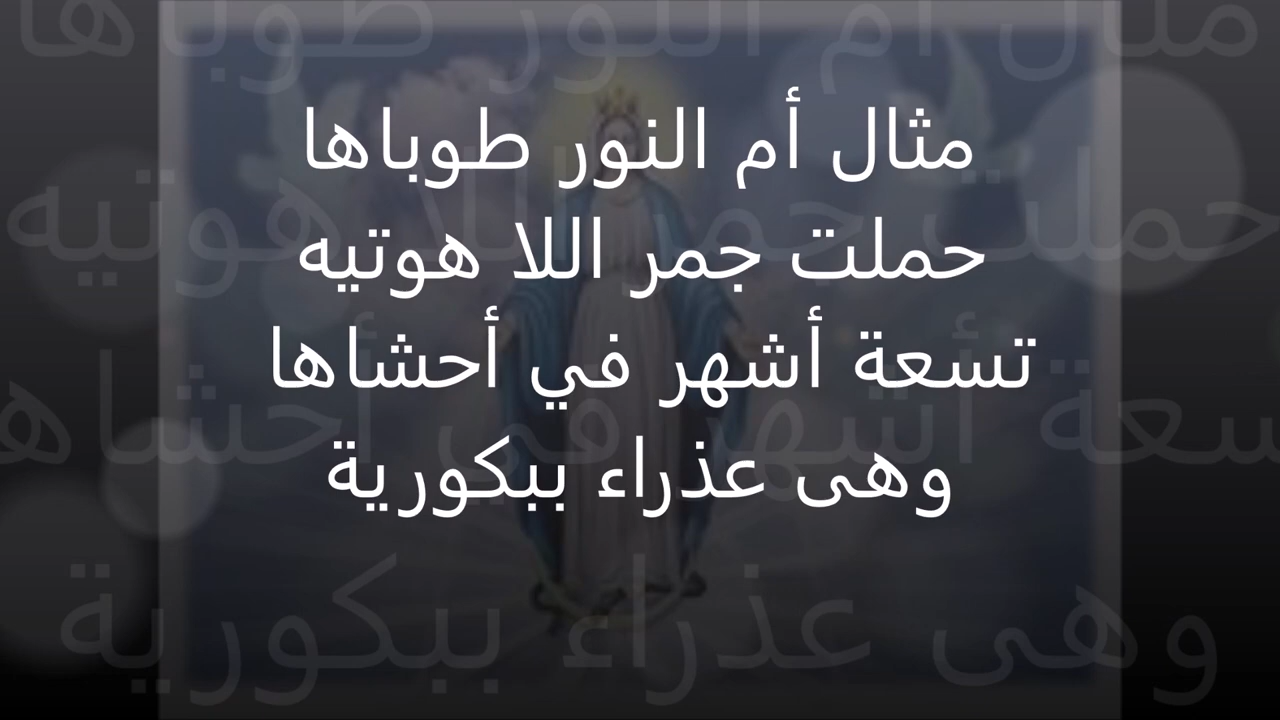 مثال أم النور طوباها
حملت جمر اللا هوتيه
تسعة أشهر في أحشاها
وهى عذراء ببكورية